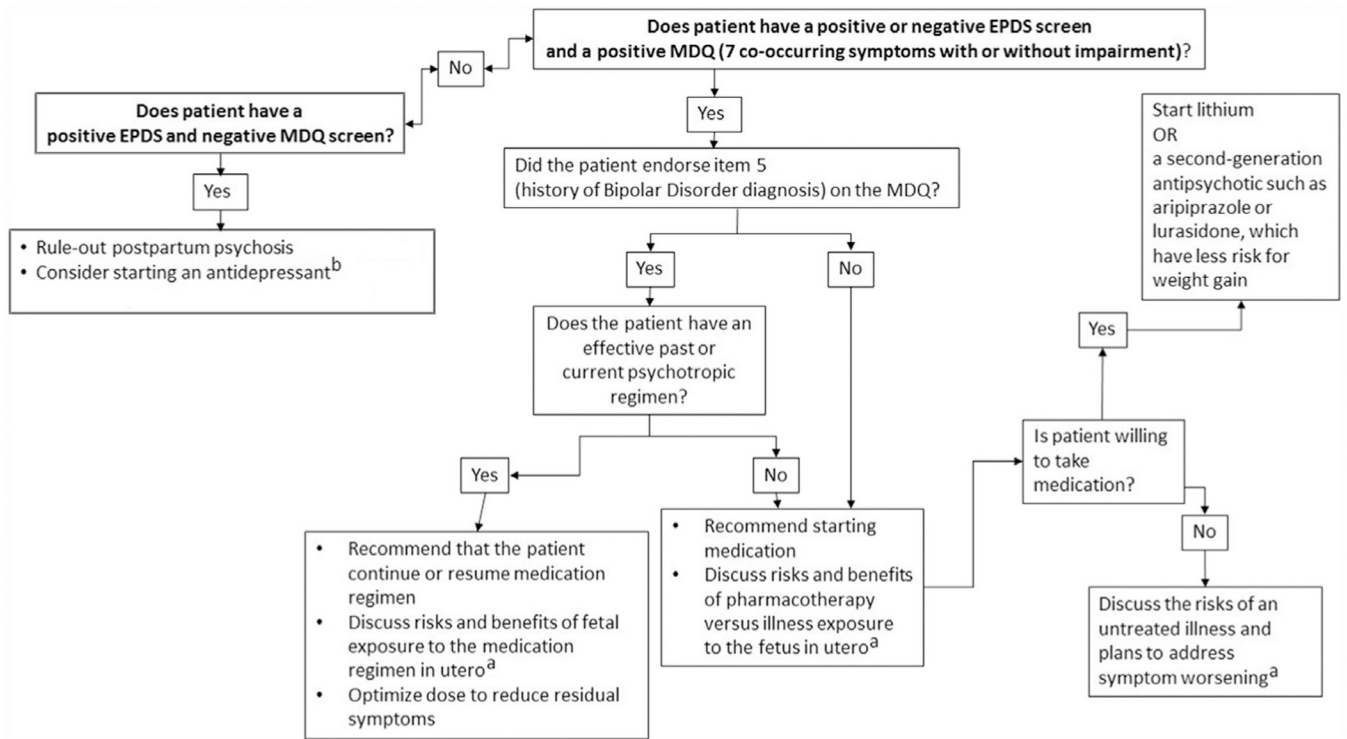 Does patient have a positive or negative EPDS screen
and a positive MDQ (7 co-occurring symptoms with or without impairment)?
No
Does patient have a
positive EPDS and negative MDQ screen?
Yes
• Rule-out postpartum psychosis
• Consider starting an antidepressantb
Yes
Did the patient endorse item 5
(history of Bipolar Disorder diagnosis) on the MDQ?
Yes
No
Does the patient have an
effective past or
current psychotropic
regimen?
Yes
No
• Recommend that the patient
continue or resume medication
regimen
• Discuss risks and benefits of fetal
exposure to the medication
regimen in uteroa
• Optimize dose to reduce residual
symptoms
• Recommend starting
medication
• Discuss risks and benefits
of pharmacotherapy
versus illness exposure
to the fetus in uteroa
Is patient willing
to take
medication?
Yes
Start lithium
OR
a second-generation
antipsychotic such as
aripiprazole or
lurasidone, which
have less risk for
weight gain
No
Discuss the risks of an
untreated illness and
plans to address
symptom worseninga